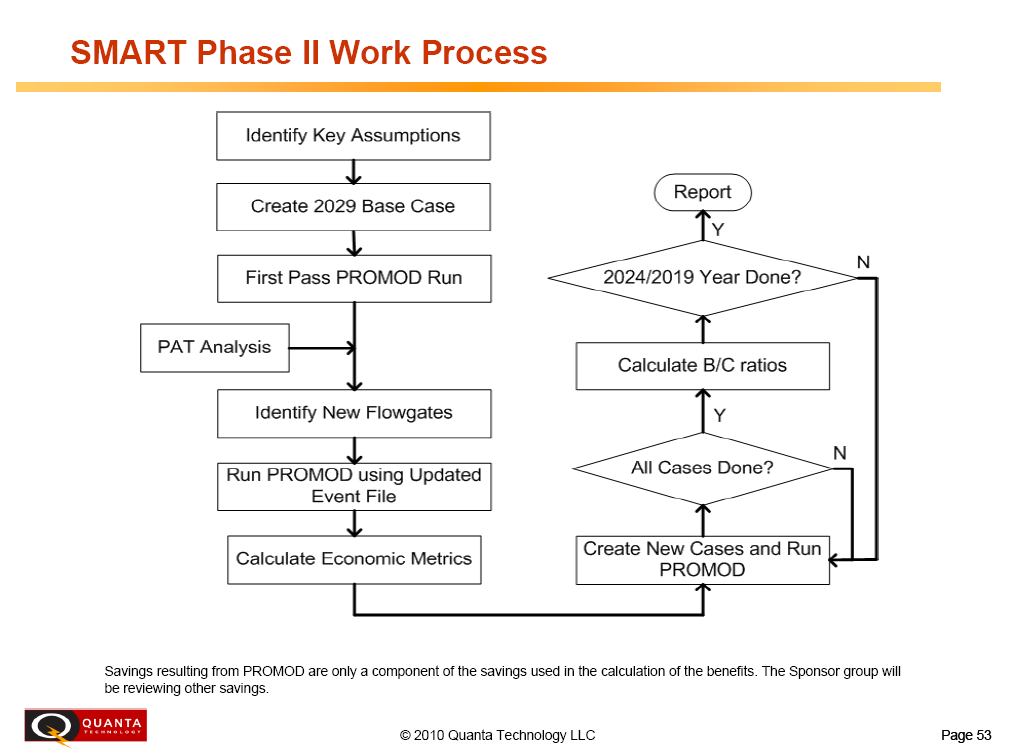 SMART Phase II Work Process
Identify Key Assumptions
Create 2029 Base Case
First Pass PROMOD Run
PAT Analysis
Identify New Flowgates
Run PROMOD using Updated
Event File
Calculate Economic Metrics
Report
Y
2024/2019 Year Done?
N
Calculate B/C ratios
Y
All Cases Done?
N
Create New Cases and Run
PROMOD
Savings resulting from PROMOD are only a component of the savings used in the calculation of the benefits. The Sponsor group will
be reviewing other savings.
QUANTA
TECHNOLOGY
© 2010 Quanta Technology LLC
Page 53